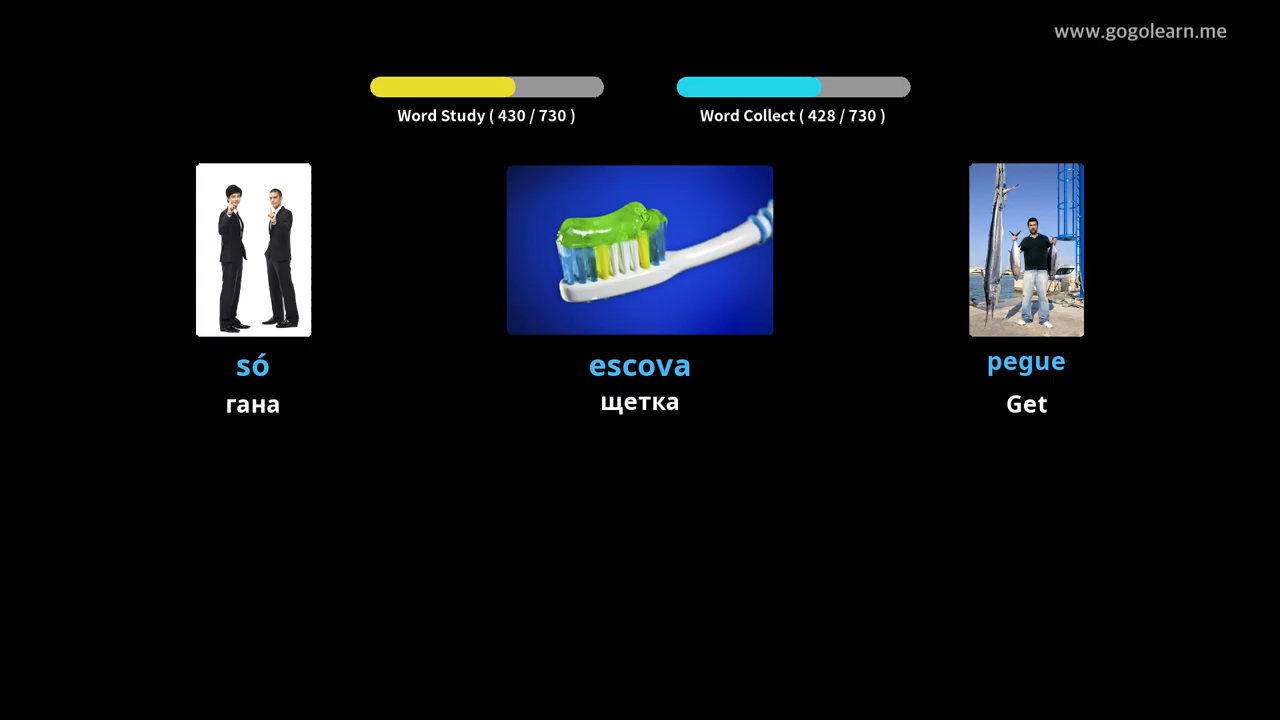 www.gogolearn.me
Word Study ( 430 / 730 )
Word Collect ( 428 / 730 )
só
escova
pegue
гана
щетка
Get